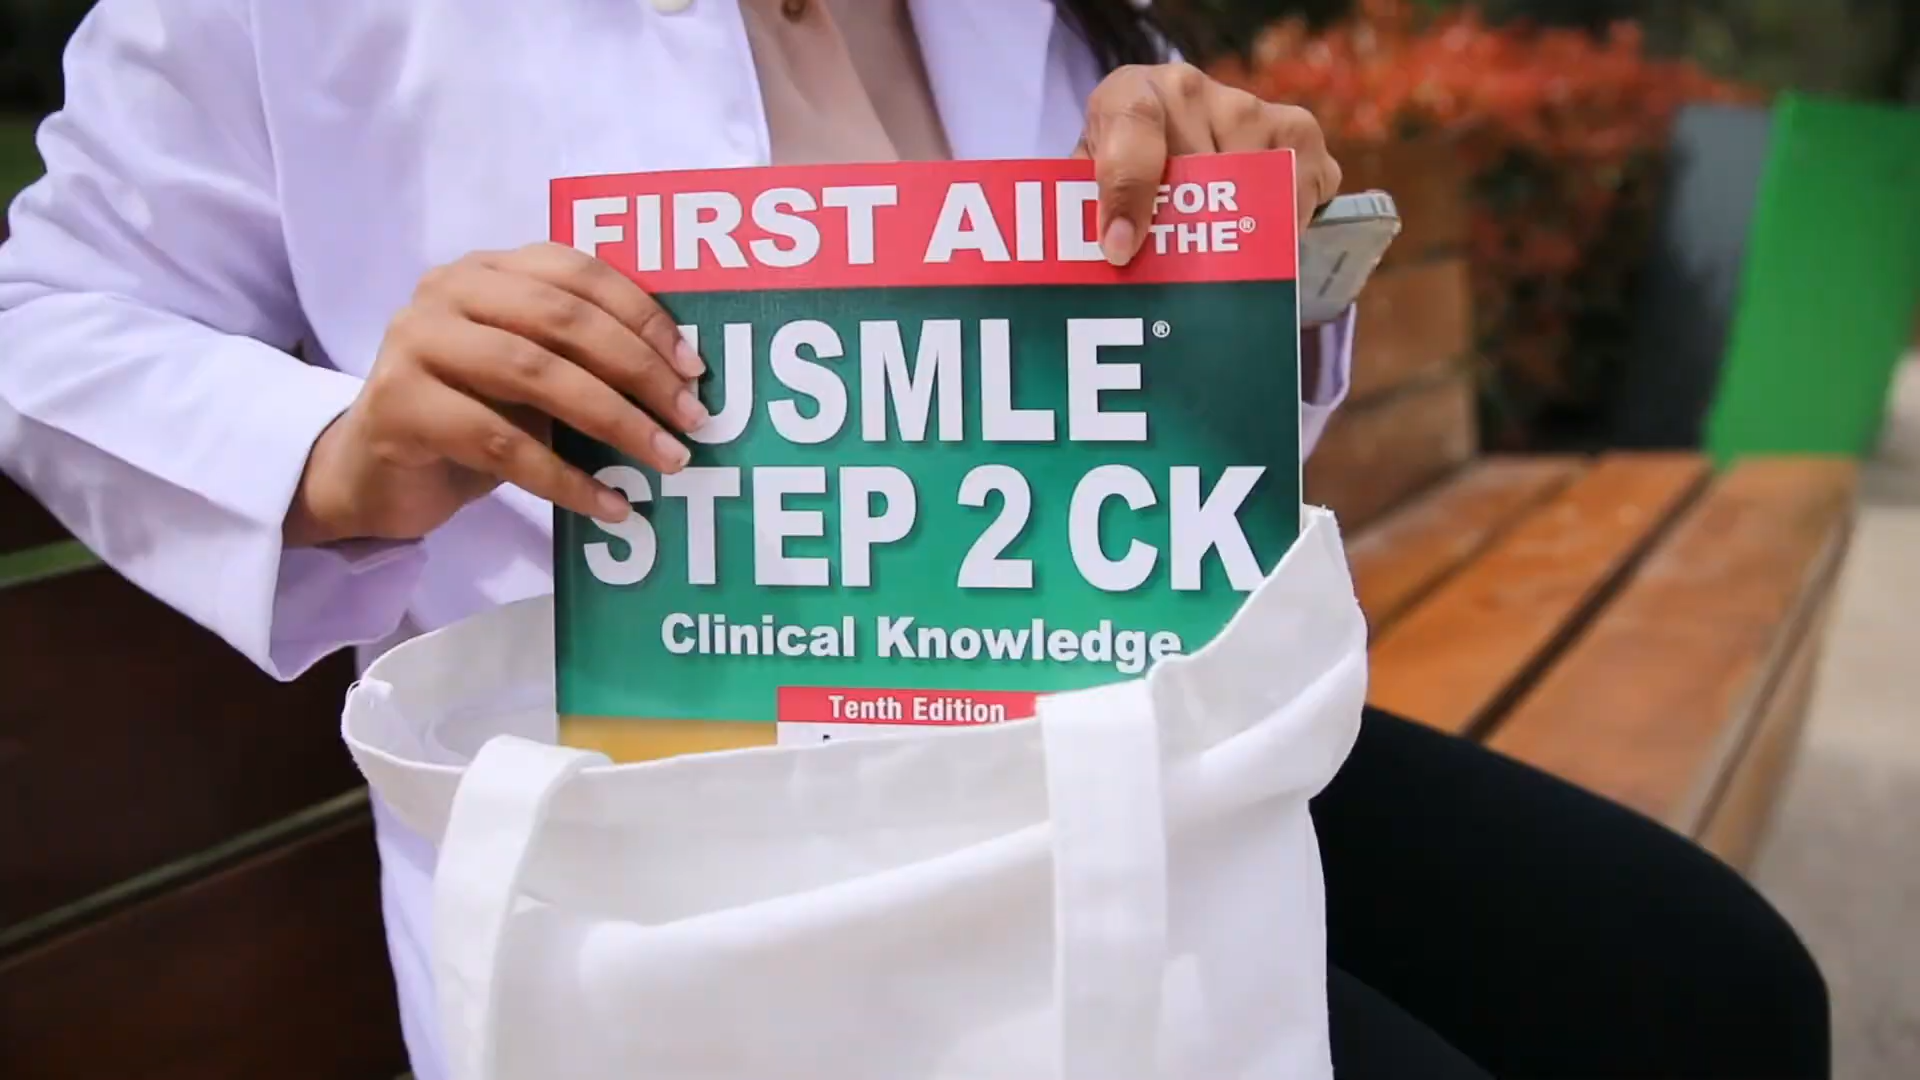 FIRST AID FOR THE®
USMLE®
STEP 2 CK
Clinical Knowledge
Tenth Edition